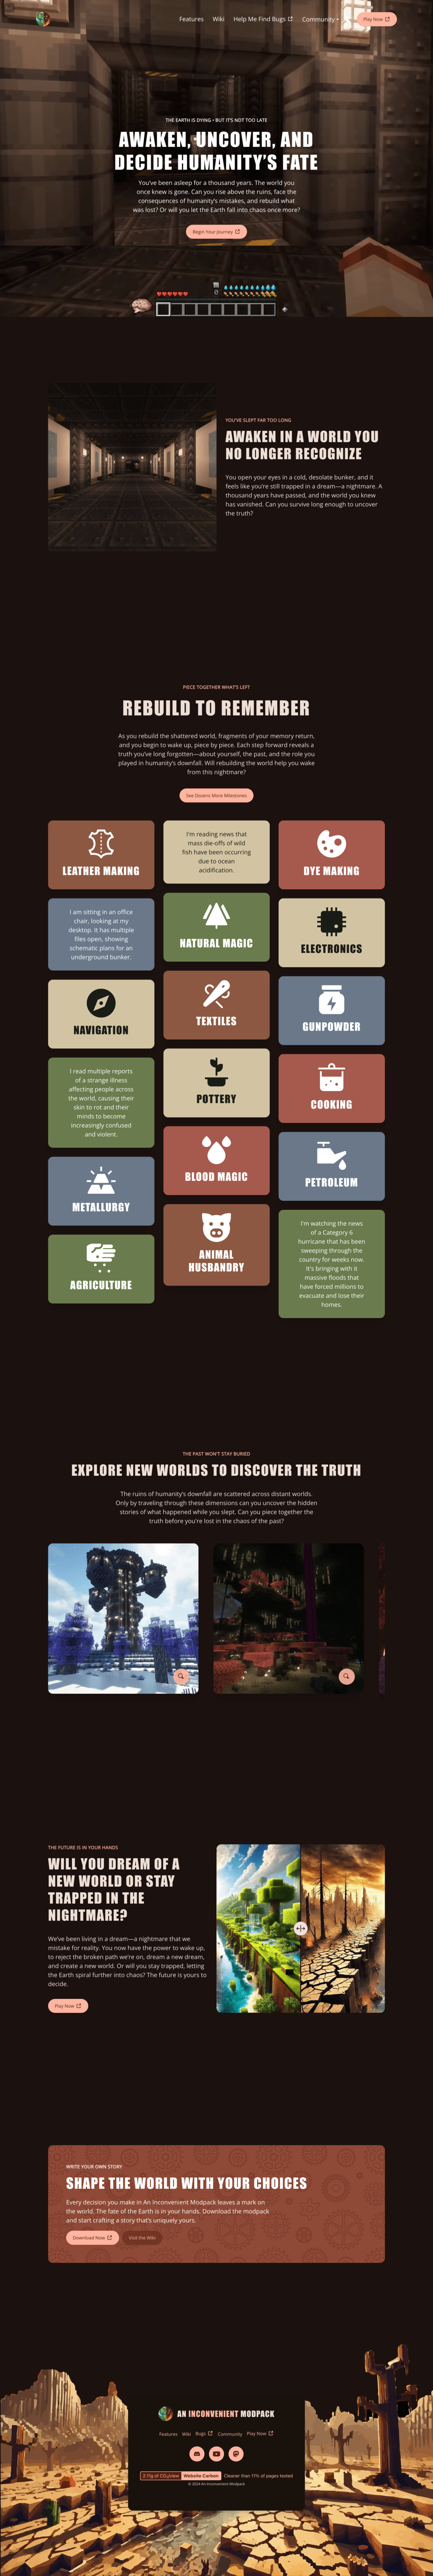 Features Wiki Help Me Find Bugs Community Play Now
THE EARTH IS DYING • BUT IT'S NOT TOO LATE
AWAKEN, UNCOVER, AND
DECIDE HUMANITY'S FATE
You've been asleep for a thousand years. The world you
once knew is gone. Can you rise above the ruins, face the
consequences of humanity's mistakes, and rebuild what
was lost? Or will you let the Earth fall into chaos once more?
Begin Your Journey
YOU'VE SLEPT FAR TOO LONG
AWAKEN IN A WORLD YOU
NO LONGER RECOGNIZE
You open your eyes in a cold, desolate bunker, and it
feels like you're still trapped in a dream—a nightmare. A
thousand years have passed, and the world you knew
has vanished. Can you survive long enough to uncover
the truth?
PIECE TOGETHER WHAT'S LEFT
REBUILD TO REMEMBER
As you rebuild the shattered world, fragments of your memory return,
and you begin to wake up, piece by piece. Each step forward reveals a
truth you've long forgotten—about yourself, the past, and the role you
played in humanity's downfall. Will rebuilding the world help you wake
from this nightmare?
See Dozens More Milestones
LEATHER MAKING
I am sitting in an office
chair, looking at my
desktop. It has multiple
files open, showing
schematic plans for an
underground bunker.
NAVIGATION
I read multiple reports
of a strange illness
affecting people across
the world, causing their
skin to rot and their
minds to become
increasingly confused
and violent.
METALLURGY
AGRICULTURE
I'm reading news that
mass die-offs of wild
fish have been occurring
due to ocean
acidification.
NATURAL MAGIC
TEXTILES
POTTERY
BLOOD MAGIC
ANIMAL
HUSBANDRY
DYE MAKING
ELECTRONICS
GUNPOWDER
COOKING
PETROLEUM
I'm watching the news
of a Category 6
hurricane that has been
sweeping through the
country for weeks now.
It's bringing with it
massive floods that
have forced millions to
evacuate and lose their
homes.
THE PAST WON'T STAY BURIED
EXPLORE NEW WORLDS TO DISCOVER THE TRUTH
The ruins of humanity's downfall are scattered across distant worlds.
Only by traveling through these dimensions can you uncover the hidden
stories of what happened while you slept. Can you piece together the
truth before you're lost in the chaos of the past?
THE FUTURE IS IN YOUR HANDS
WILL YOU DREAM OF A
NEW WORLD OR STAY
TRAPPED IN THE
NIGHTMARE?
We've been living in a dream—a nightmare that we
mistake for reality. You now have the power to wake up,
to reject the broken path we're on, dream a new dream,
and create a new world. Or will you stay trapped, letting
the Earth spiral further into chaos? The future is yours to
decide.
Play Now
WRITE YOUR OWN STORY
SHAPE THE WORLD WITH YOUR CHOICES
Every decision you make in An Inconvenient Modpack leaves a mark on
the world. The fate of the Earth is in your hands. Download the modpack
and start crafting a story that's uniquely yours.
Download Now Visit the Wiki
AN INCONVENIENT MODPACK
Features Wiki Bugs Community Play Now
2.11g of CO₂/view Website Carbon Cleaner than 11% of pages tested
© 2024 An Inconvenient Modpack